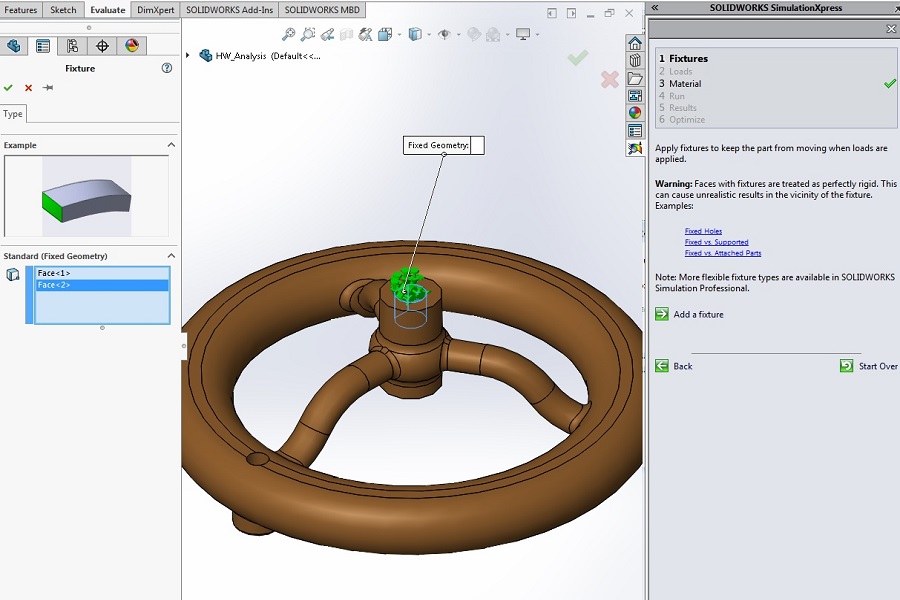 Features Sketch Evaluate DimXpert SOLIDWORKS Add-Ins SOLIDWORKS MBD
Fixture
Type
Example
Standard (Fixed Geometry)
Face<1>
Face<2>
HW_Analysis (Default<<...
Fixed Geometry:
SOLIDWORKS SimulationXpress
1 Fixtures
2 Loads
3 Material
4 Run
5 Results
6 Optimize
Apply fixtures to keep the part from moving when loads are
applied.
Warning: Faces with fixtures are treated as perfectly rigid. This
can cause unrealistic results in the vicinity of the fixture.
Examples:
Fixed Holes
Fixed vs. Supported
Fixed vs. Attached Parts
Note: More flexible fixture types are available in SOLIDWORKS
Simulation Professional.
Add a fixture
Back
Start Over